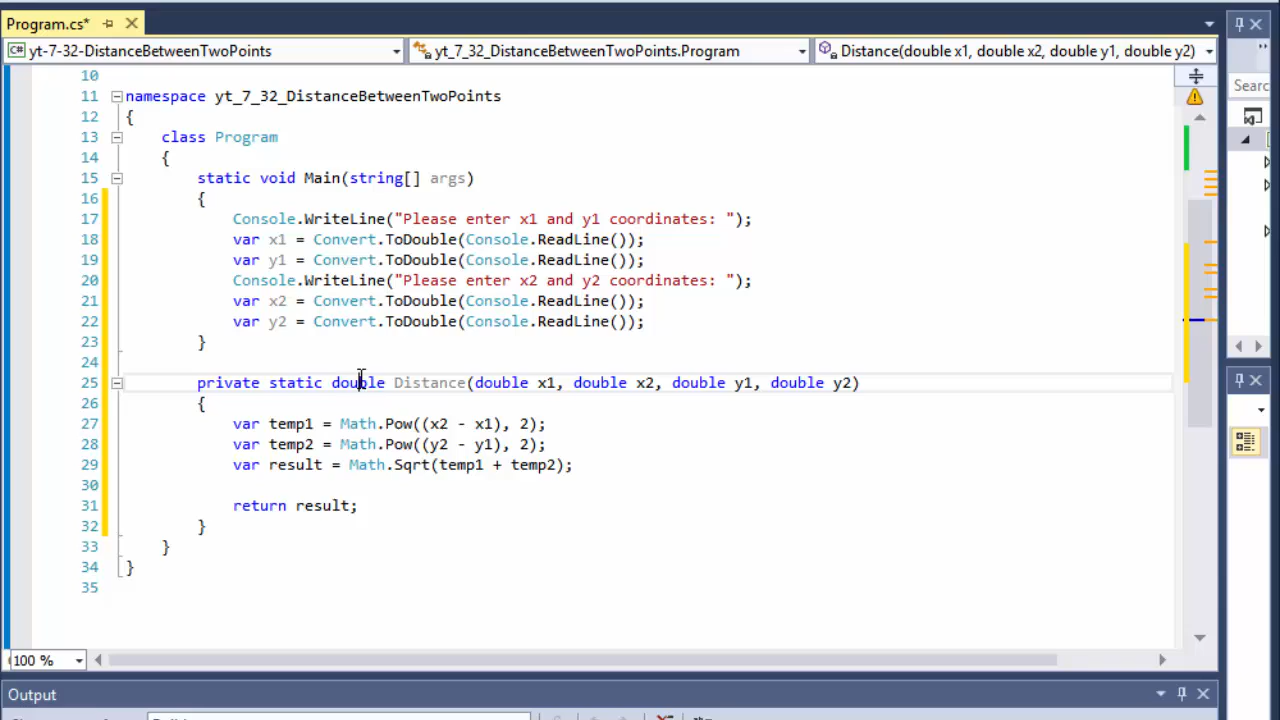 Program.cs*
C# yt-7-32-DistanceBetweenTwoPoints yt_7_32_DistanceBetweenTwoPoints.Program Distance(double x1, double x2, double y1, double y2)
Searc
10
11 namespace yt_7_32_DistanceBetweenTwoPoints
12 {
13 class Program
14 {
15 static void Main(string[] args)
16 {
17 Console.WriteLine("Please enter x1 and y1 coordinates: ");
18 var x1 = Convert.ToDouble(Console.ReadLine());
19 var y1 = Convert.ToDouble(Console.ReadLine());
20 Console.WriteLine("Please enter x2 and y2 coordinates: ");
21 var x2 = Convert.ToDouble(Console.ReadLine());
22 var y2 = Convert.ToDouble(Console.ReadLine());
23 }
24
25 private static double Distance(double x1, double x2, double y1, double y2)
26 {
27 var temp1 = Math.Pow((x2 - x1), 2);
28 var temp2 = Math.Pow((y2 - y1), 2);
29 var result = Math.Sqrt(temp1 + temp2);
30
31 return result;
32 }
33 }
34 }
35
100 %
Output